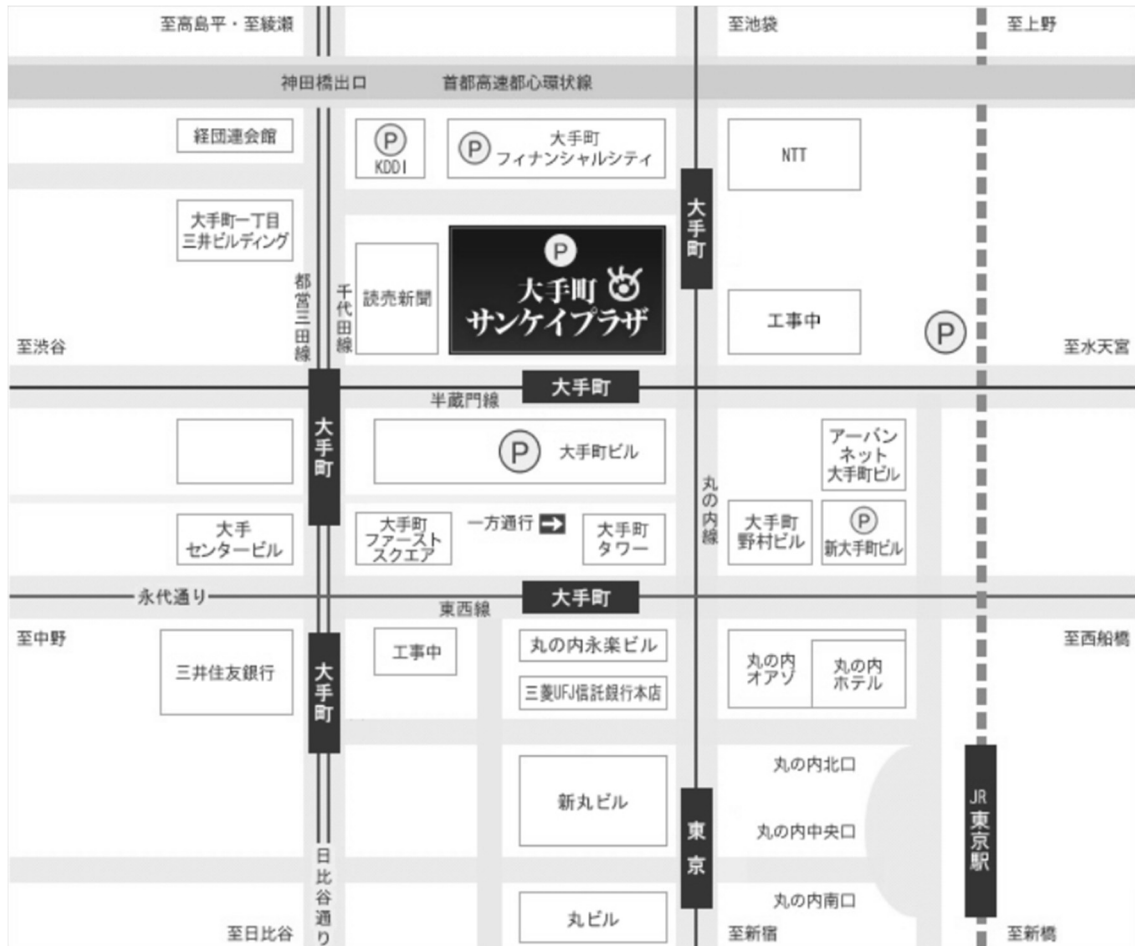 至高島平・至綾瀬
至池袋
至上野
神田橋出口
首都高速都心環状線
経団連会館
P
KDDI
P
大手町
フィナンシャルシティ
NTT
大手町一丁目
三井ビルディング
大手町
都営三田線
千代田線
読売新聞
P
大手町
サンケイプラザ
工事中
P
至渋谷
至水天宮
大手町
半蔵門線
大手町
P
大手町ビル
アーバン
ネット
大手町ビル
丸の内線
大手
センタービル
大手町
ファースト
スクエア
一方通行
大手町
タワー
大手町
野村ビル
P
新大手町ビル
永代通り
大手町
東西線
至中野
至西船橋
三井住友銀行
大手町
工事中
丸の内永楽ビル
三菱UFJ信託銀行本店
丸の内
オアゾ
丸の内
ホテル
新丸ビル
東京
丸の内北口
丸の内中央口
丸の内南口
JR東京駅
日比谷通り
丸ビル
至日比谷
至新宿
至新橋